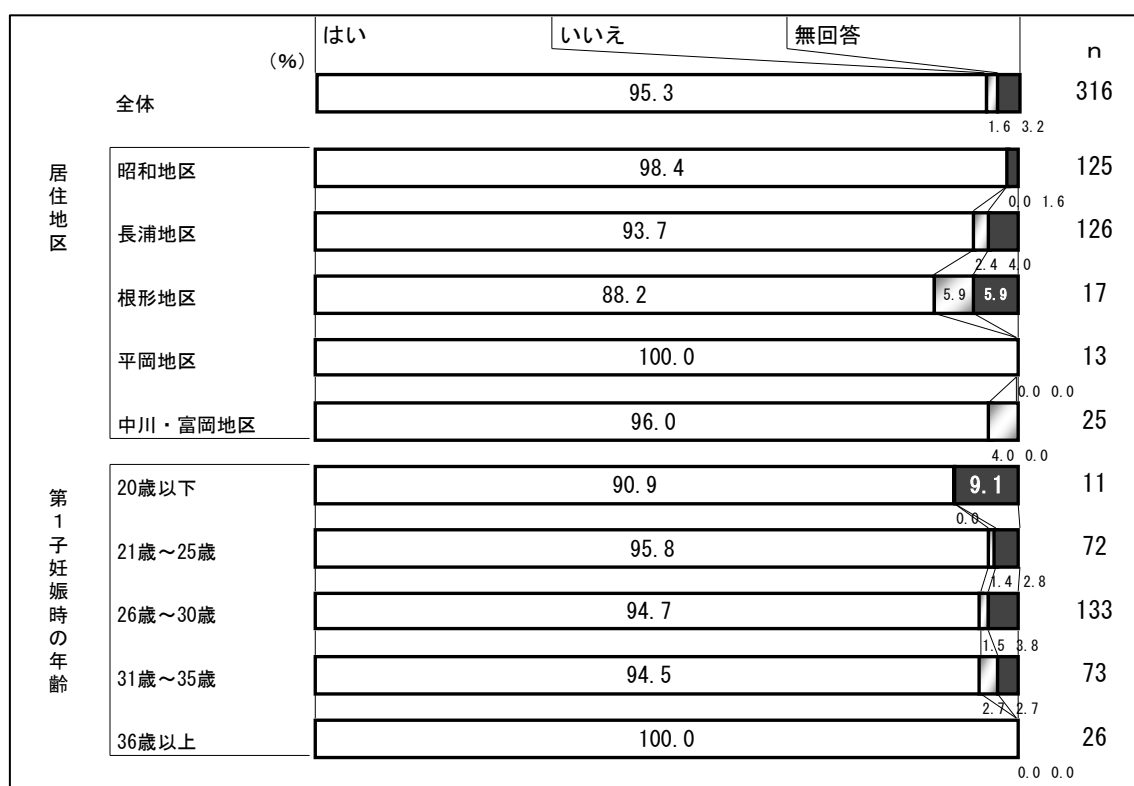 はい いいえ 無回答
(%) n
全体 95.3 316
1.6 3.2
居住地区
昭和地区 98.4 125
0.0 1.6
長浦地区 93.7 126
2.4 4.0
根形地区 88.2 5.9 5.9 17
平岡地区 100.0 13
0.0 0.0
中川・富岡地区 96.0 25
4.0 0.0
第1子妊娠時の年齢
20歳以下 90.9 9.1 11
0.0
21歳～25歳 95.8 72
1.4 2.8
26歳～30歳 94.7 133
1.5 3.8
31歳～35歳 94.5 73
2.7 2.7
36歳以上 100.0 26
0.0 0.0